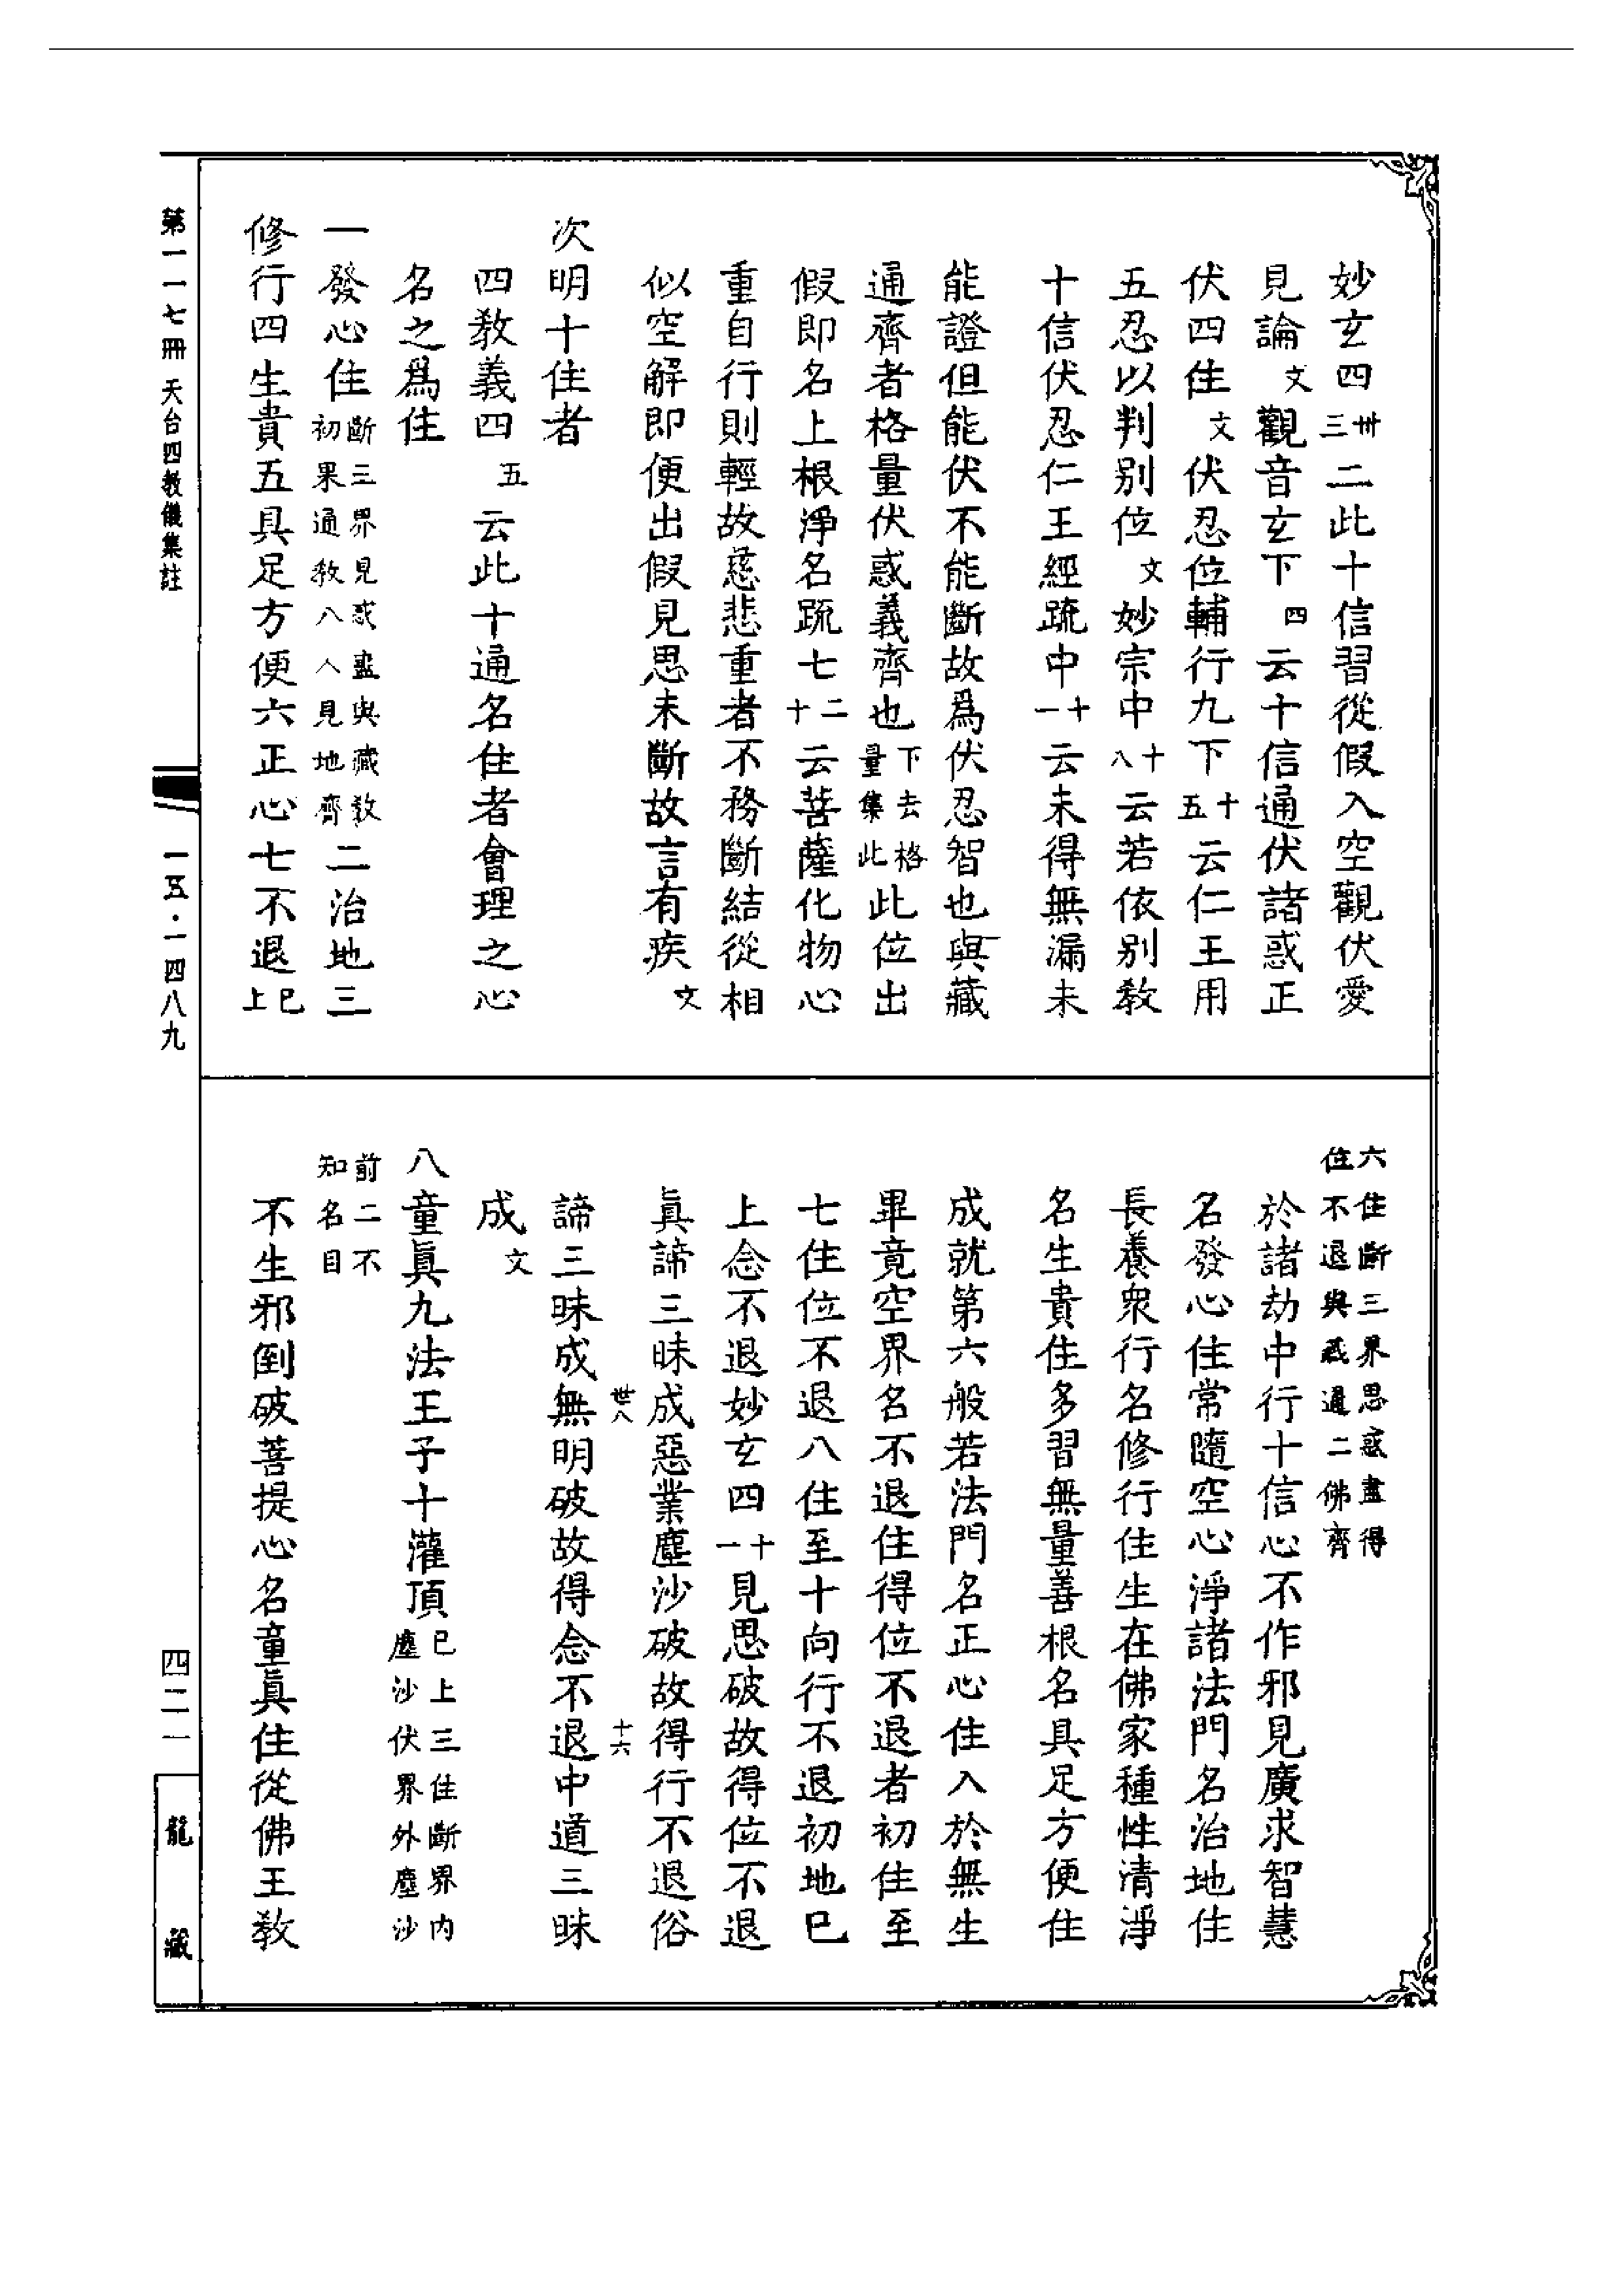 妙玄四卅三二此十信習從假入空觀伏愛
見論文觀音玄下四云十信通伏諸惑正
伏四住文伏忍位輔行九下十五云仁王用
五忍以判別位文妙宗中十八云若依別教
十信伏忍仁王經疏中十一云未得無漏未
能證但能伏不能斷故爲伏忍智也與藏
通齊者格量伏惑義齊也下去格量集此此位出
假即名上根淨名疏七二十云菩薩化物心
重自行則輕故慈悲重者不務斷結從相
似空解即便出假見思未斷故言有疾文
次明十住者
四教義四五云此十通名住者會理之心
名之爲住
一發心住斷三界見惑盡與藏教初果通教八人見地齊二治地三
修行四生貴五具足方便六正心七不退已上
六住斷三界思惑盡得住不退與藏通二佛齊
於諸劫中行十信心不作邪見廣求智慧
名發心住常隨空心淨諸法門名治地住
長養衆行名修行住生在佛家種性清淨
名生貴住多習無量善根名具足方便住
成就第六般若法門名正心住入於無生
畢竟空界名不退住得位不退者初住至
七住位不退八住至十向行不退初地已
上念不退妙玄四十一見思破故得位不退
眞諦三昧成惡業塵沙破故得行不退俗
諦三昧成無明破故得念不退中道三昧
世八
十六
成文
八童眞九法王子十灌頂已上三住斷界內塵沙伏界外塵沙
前二不知名目
不生邪倒破菩提心名童眞住從佛王教
第一一七冊 天台四教儀集註
一五·一四八九
四二一
龍藏